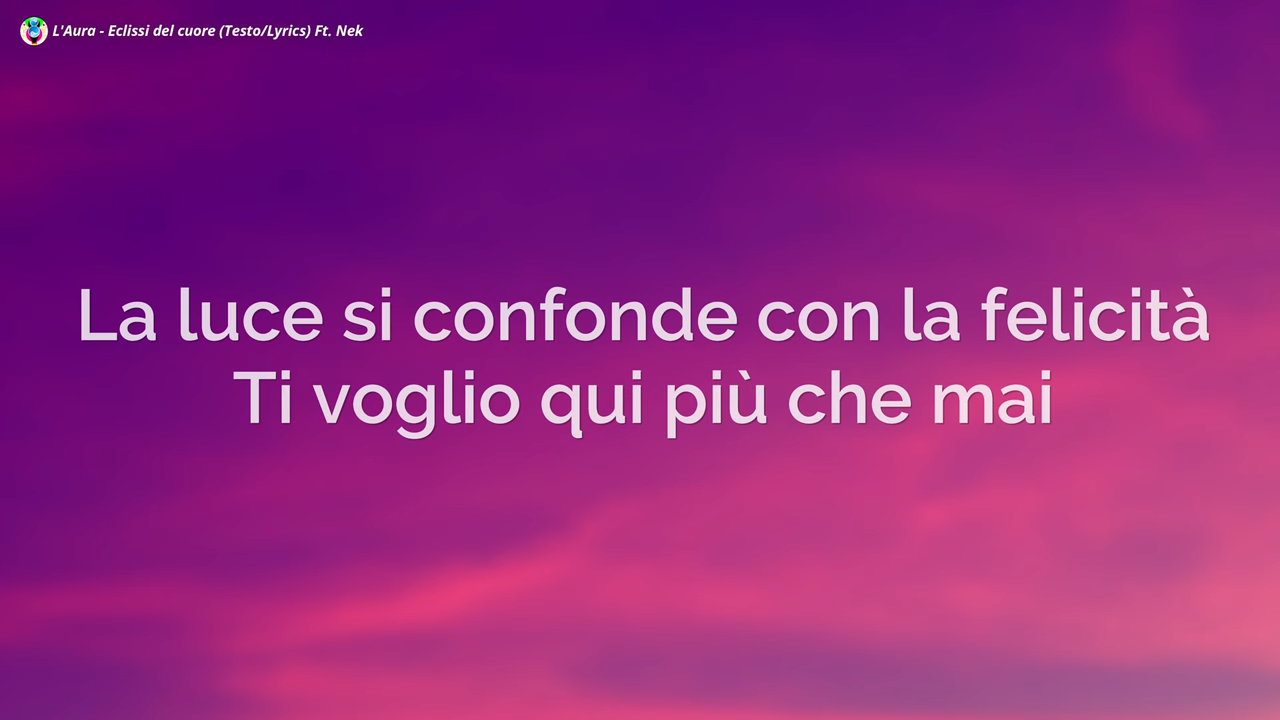 L'Aura - Eclissi del cuore (Testo/Lyrics) Ft. Nek
La luce si confonde con la felicità
Ti voglio qui più che mai